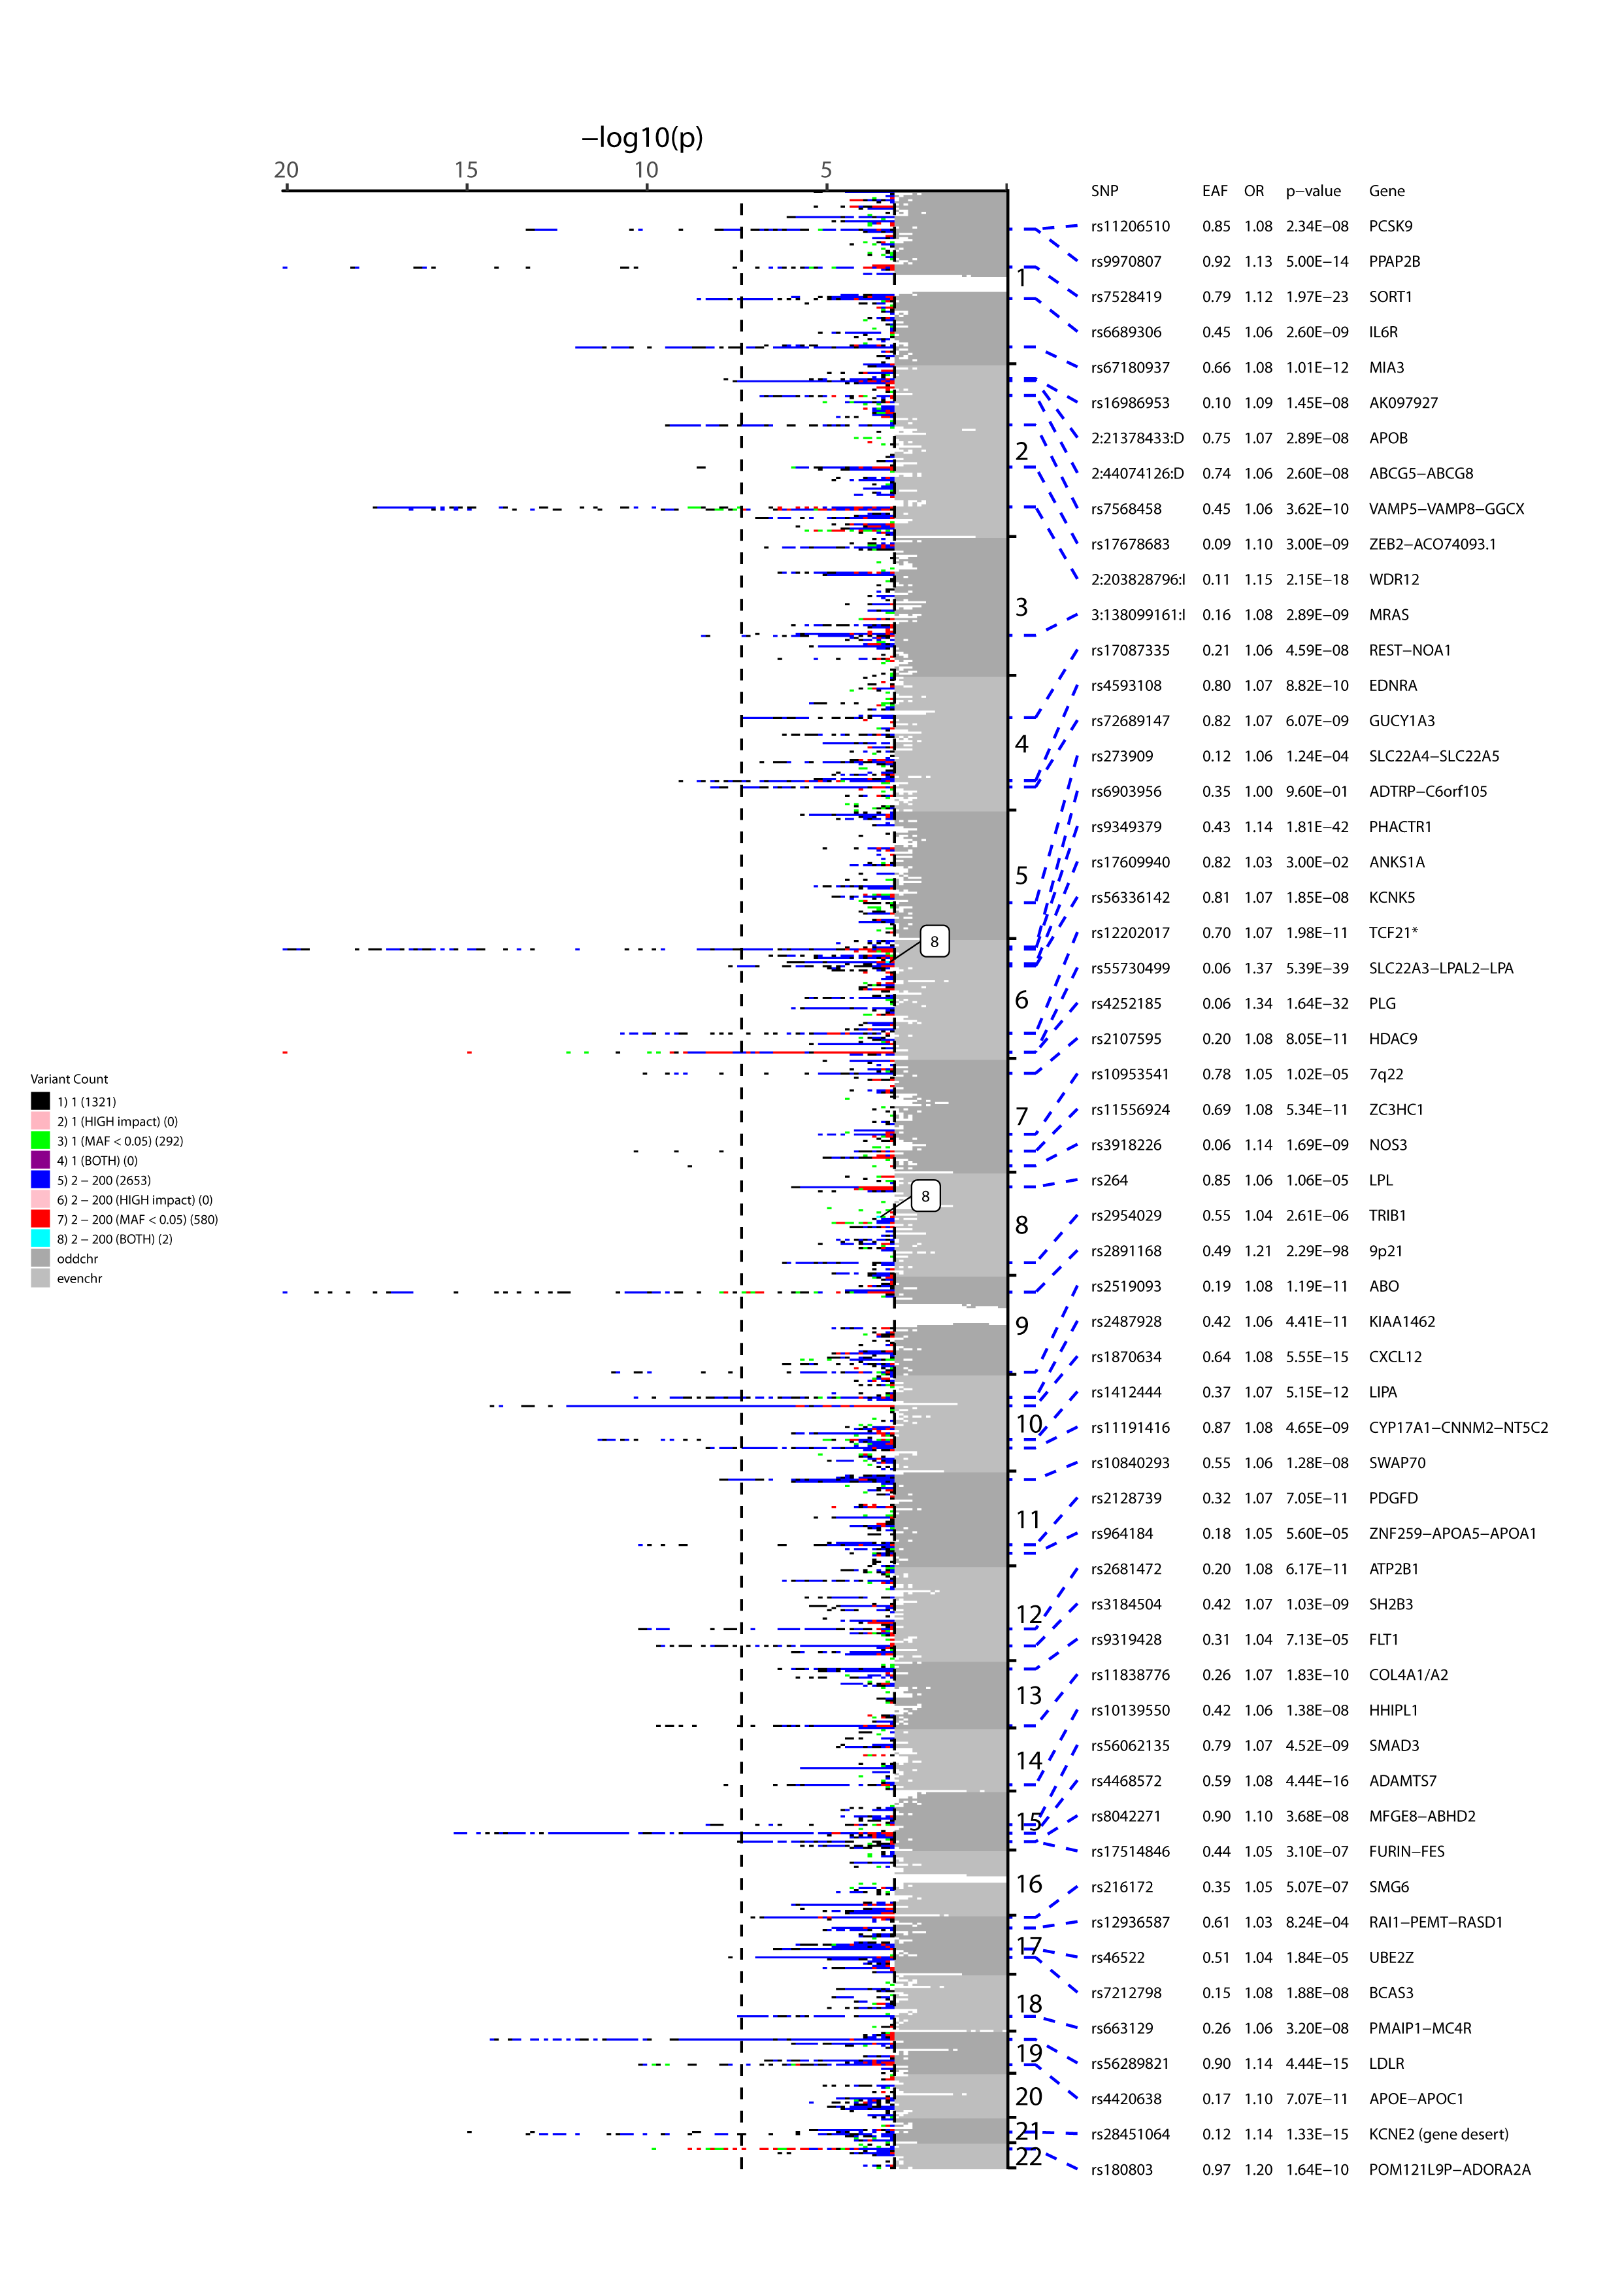 −log10(p)
20 15 10 5
SNP EAF OR p−value Gene
rs11206510 0.85 1.08 2.34E−08 PCSK9
rs9970807 0.92 1.13 5.00E−14 PPAP2B
rs7528419 0.79 1.12 1.97E−23 SORT1
rs6689306 0.45 1.06 2.60E−09 IL6R
rs67180937 0.66 1.08 1.01E−12 MIA3
rs16986953 0.10 1.09 1.45E−08 AK097927
2:21378433:D 0.75 1.07 2.89E−08 APOB
2:44074126:D 0.74 1.06 2.60E−08 ABCG5−ABCG8
rs7568458 0.45 1.06 3.62E−10 VAMP5−VAMP8−GGCX
rs17678683 0.09 1.10 3.00E−09 ZEB2−ACO74093.1
2:203828796:I 0.11 1.15 2.15E−18 WDR12
3:138099161:I 0.16 1.08 2.89E−09 MRAS
rs17087335 0.21 1.06 4.59E−08 REST−NOA1
rs4593108 0.80 1.07 8.82E−10 EDNRA
rs72689147 0.82 1.07 6.07E−09 GUCY1A3
rs273909 0.12 1.06 1.24E−04 SLC22A4−SLC22A5
rs6903956 0.35 1.00 9.60E−01 ADTRP−C6orf105
rs9349379 0.43 1.14 1.81E−42 PHACTR1
rs17609940 0.82 1.03 3.00E−02 ANKS1A
rs56336142 0.81 1.07 1.85E−08 KCNK5
rs12202017 0.70 1.07 1.98E−11 TCF21*
rs55730499 0.06 1.37 5.39E−39 SLC22A3−LPAL2−LPA
rs4252185 0.06 1.34 1.64E−32 PLG
rs2107595 0.20 1.08 8.05E−11 HDAC9
rs10953541 0.78 1.05 1.02E−05 7q22
rs11556924 0.69 1.08 5.34E−11 ZC3HC1
rs3918226 0.06 1.14 1.69E−09 NOS3
rs264 0.85 1.06 1.06E−05 LPL
rs2954029 0.55 1.04 2.61E−06 TRIB1
rs2891168 0.49 1.21 2.29E−98 9p21
rs2519093 0.19 1.08 1.19E−11 ABO
rs2487928 0.42 1.06 4.41E−11 KIAA1462
rs1870634 0.64 1.08 5.55E−15 CXCL12
rs1412444 0.37 1.07 5.15E−12 LIPA
rs11191416 0.87 1.08 4.65E−09 CYP17A1−CNNM2−NT5C2
rs10840293 0.55 1.06 1.28E−08 SWAP70
rs2128739 0.32 1.07 7.05E−11 PDGFD
rs964184 0.18 1.05 5.60E−05 ZNF259−APOA5−APOA1
rs2681472 0.20 1.08 6.17E−11 ATP2B1
rs3184504 0.42 1.07 1.03E−09 SH2B3
rs9319428 0.31 1.04 7.13E−05 FLT1
rs11838776 0.26 1.07 1.83E−10 COL4A1/A2
rs10139550 0.42 1.06 1.38E−08 HHIPL1
rs56062135 0.79 1.07 4.52E−09 SMAD3
rs4468572 0.59 1.08 4.44E−16 ADAMTS7
rs8042271 0.90 1.10 3.68E−08 MFGE8−ABHD2
rs17514846 0.44 1.05 3.10E−07 FURIN−FES
rs216172 0.35 1.05 5.07E−07 SMG6
rs12936587 0.61 1.03 8.24E−04 RAI1−PEMT−RASD1
rs46522 0.51 1.04 1.84E−05 UBE2Z
rs7212798 0.15 1.08 1.88E−08 BCAS3
rs663129 0.26 1.06 3.20E−08 PMAIP1−MC4R
rs56289821 0.90 1.14 4.44E−15 LDLR
rs4420638 0.17 1.10 7.07E−11 APOE−APOC1
rs28451064 0.12 1.14 1.33E−15 KCNE2 (gene desert)
rs180803 0.97 1.20 1.64E−10 POM121L9P−ADORA2A
1
2
3
4
5
6
7
8
9
10
11
12
13
14
15
16
17
18
19
20
21
22
8
8
Variant Count
1) 1 (1321)
2) 1 (HIGH impact) (0)
3) 1 (MAF < 0.05) (292)
4) 1 (BOTH) (0)
5) 2 − 200 (2653)
6) 2 − 200 (HIGH impact) (0)
7) 2 − 200 (MAF < 0.05) (580)
8) 2 − 200 (BOTH) (2)
oddchr
evenchr